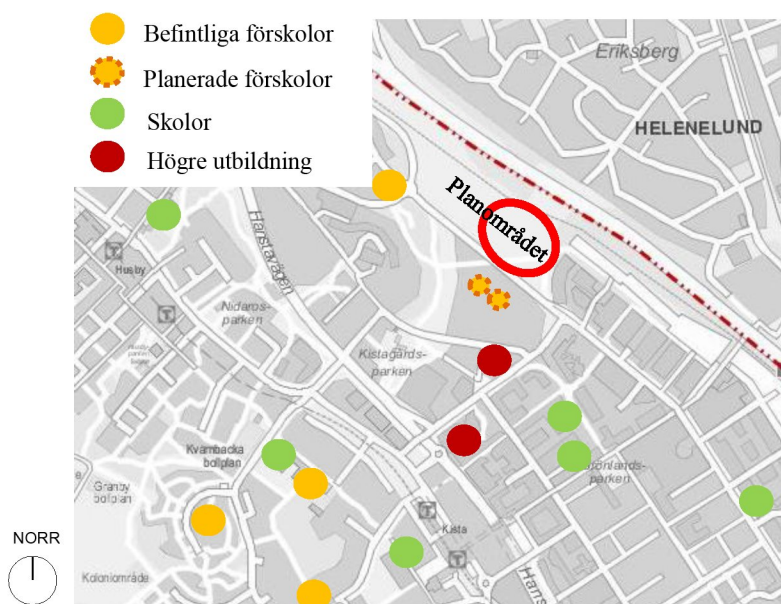 Befintliga förskolor
Planerade förskolor
Skolor
Högre utbildning
Eriksberg
HELENELUND
Planområdet
Hanstavägen
T
Husby
T
Nidaros-
parken
Kistagårds-
parken
Kvarnbacka
bollplan
Granby
bollplan
Koloniområde
T
Kista
T
parken
NORR